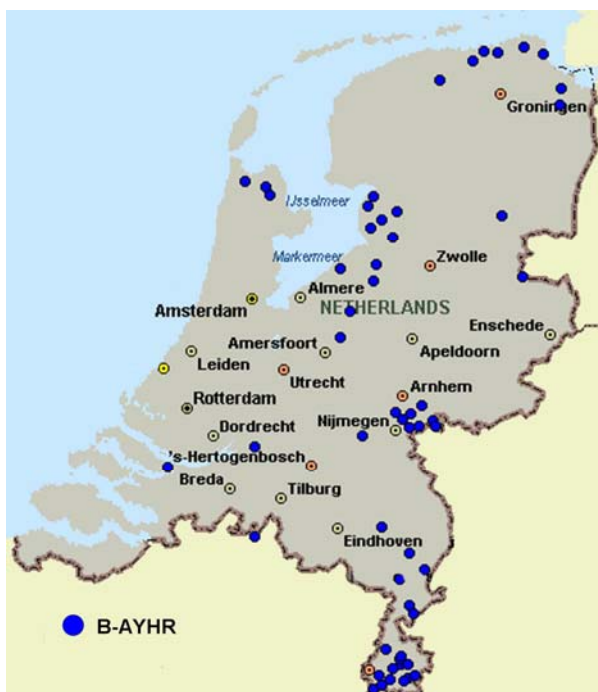 Groningen
IJsselmeer
Markermeer
Zwolle
Almere
NETHERLANDS
Amsterdam
Enschede
Amersfoort
Apeldoorn
Leiden
Utrecht
Arnhem
Rotterdam
Nijmegen
Dordrecht
's-Hertogenbosch
Breda
Tilburg
Eindhoven
B-AYHR